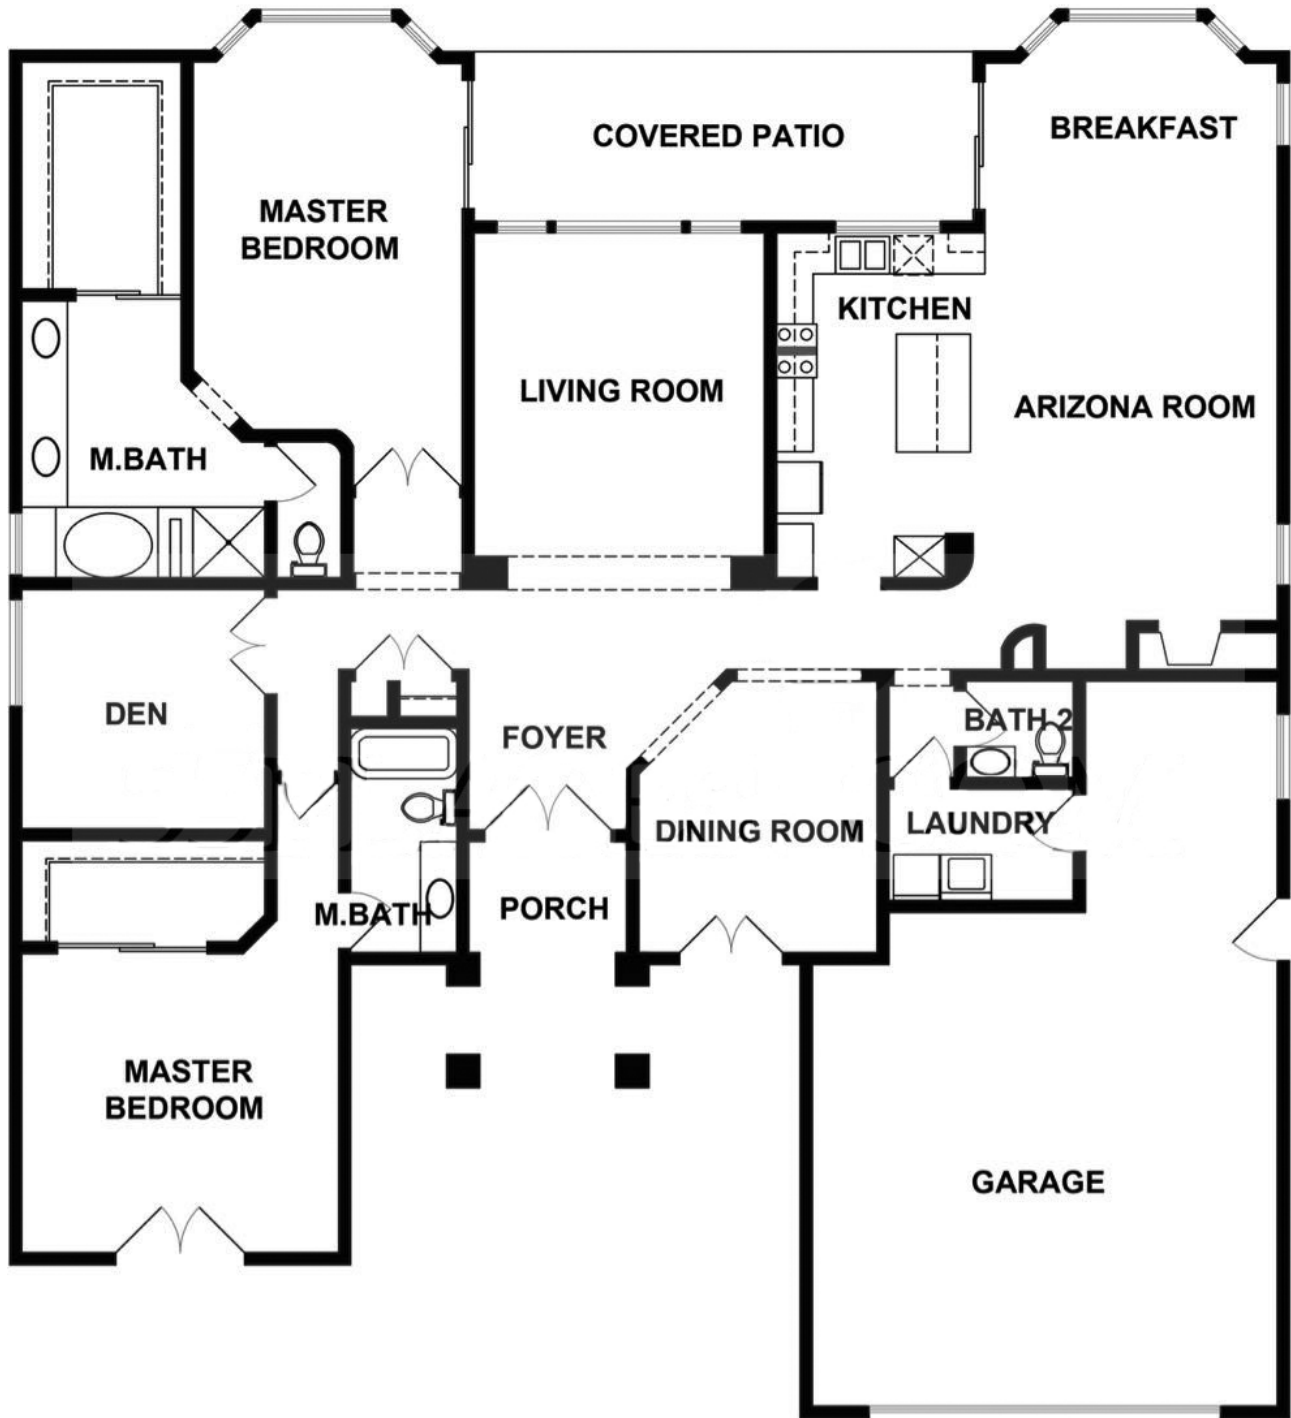 COVERED PATIO
BREAKFAST
MASTER
BEDROOM
KITCHEN
LIVING ROOM
ARIZONA ROOM
M.BATH
DEN
FOYER
BATH 2
DINING ROOM
LAUNDRY
M.BATH
PORCH
MASTER
BEDROOM
GARAGE